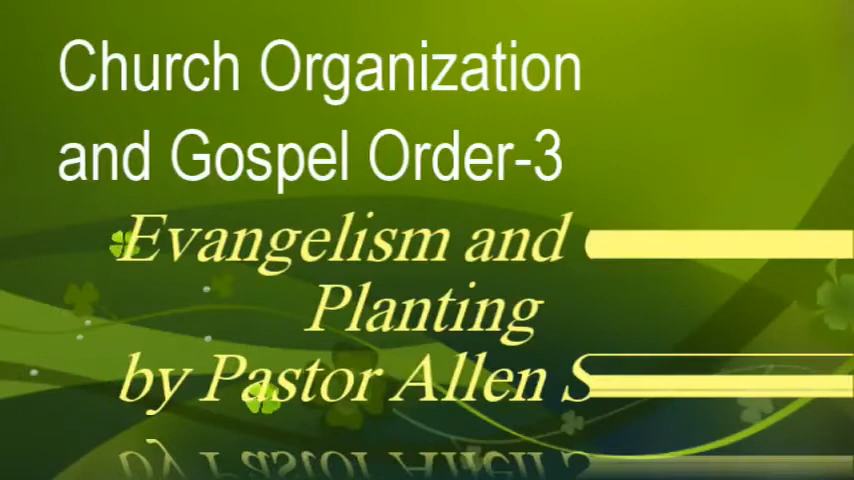 Church Organization
and Gospel Order-3
Evangelism and
Planting
by Pastor Allen S